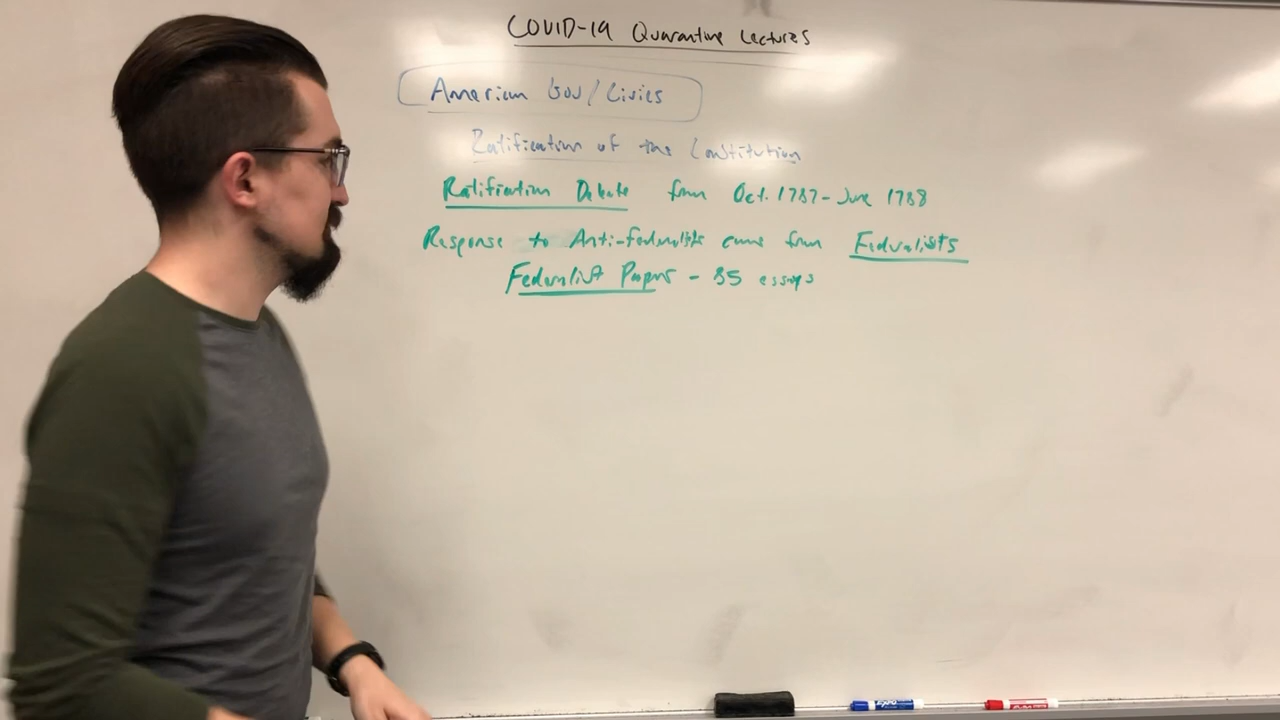 COVID-19 Quarantine Lectures
American Gov/Civics
Ratification of the Constitution
Ratification Debate from Oct. 1787 - June 1788
Response to Anti-federalists came from Federalists
Federalist Papers - 85 essays
EXPO